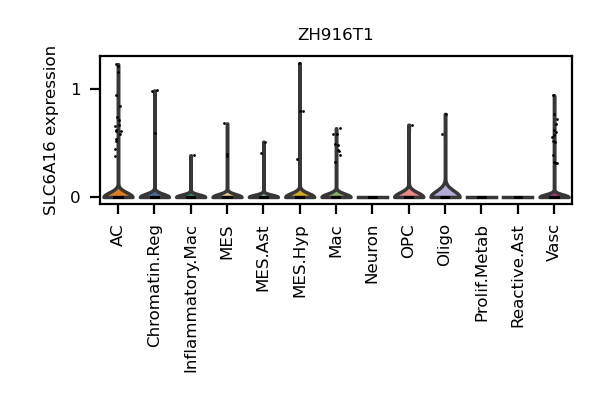 ZH916T1
SLC6A16 expression
1
0
AC
Chromatin.Reg
Inflammatory.Mac
MES
MES.Ast
MES.Hyp
Mac
Neuron
OPC
Oligo
Prolif.Metab
Reactive.Ast
Vasc